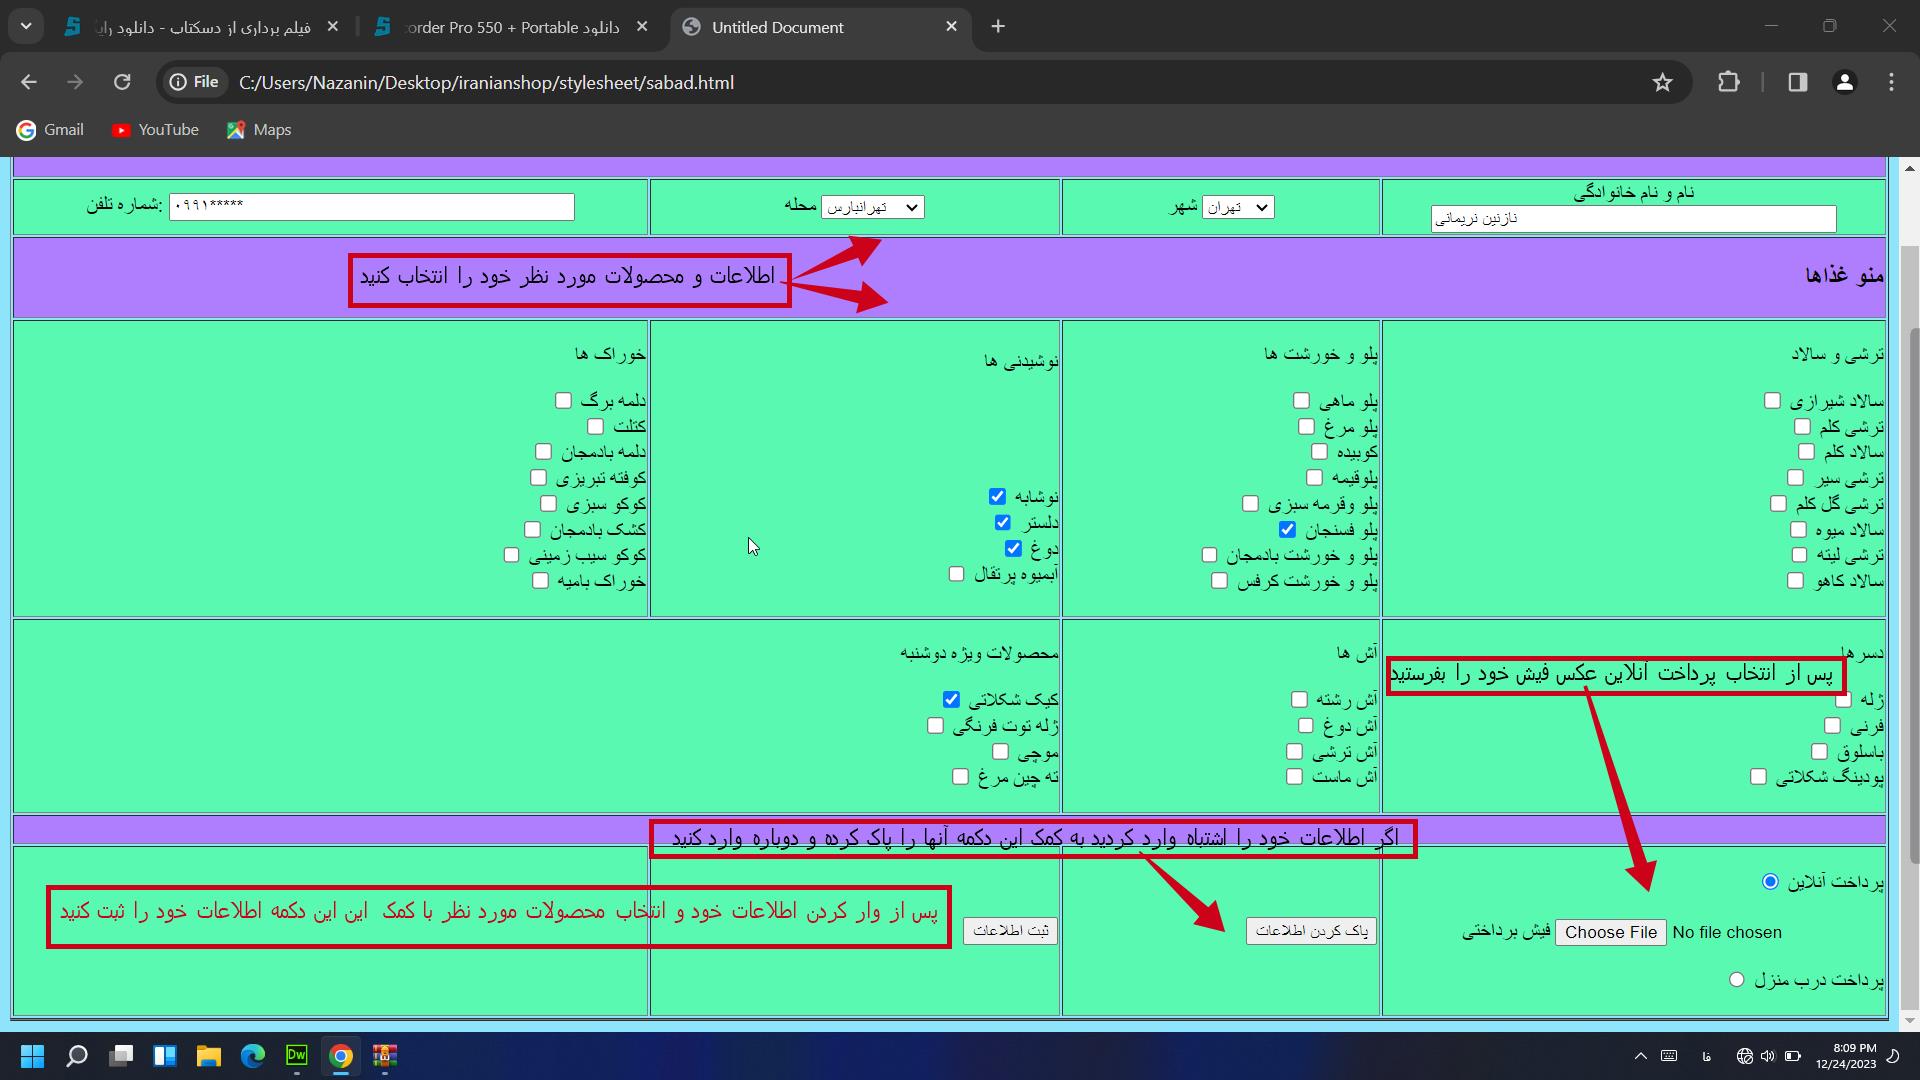 فیلم برداری از دسکتاپ - دانلود رایا
دانلود order Pro 550 + Portable
Untitled Document
File C:/Users/Nazanin/Desktop/iranianshop/stylesheet/sabad.html
Gmail
YouTube
Maps
نام و نام خانوادگی
نازنین نریمانی
شهر
تهران
محله
تهرانپارس
شماره تلفن:
۰۹۹۱*****
منو غذاها
اطلاعات و محصولات مورد نظر خود را انتخاب کنید
ترشی و سالاد
سالاد شیرازی
ترشی کلم
سالاد کلم
ترشی سیر
ترشی گل کلم
سالاد میوه
ترشی لیته
سالاد کاهو
پلو و خورشت ها
پلو ماهی
پلو مرغ
کوبیده
پلوقیمه
پلو وقرمه سبزی
پلو فسنجان
پلو و خورشت بادمجان
پلو و خورشت کرفس
نوشیدنی ها
نوشابه
دلستر
دوغ
آبمیوه پرتقال
خوراک ها
دلمه برگ
کتلت
دلمه بادمجان
کوفته تبریزی
کوکو سبزی
کشک بادمجان
کوکو سیب زمینی
خوراک بامیه
دسرها
پس از انتخاب پرداخت آنلاین عکس فیش خود را بفرستید
ژله
فرنی
باسلوق
پودینگ شکلاتی
آش ها
آش رشته
آش دوغ
آش ترشی
آش ماست
محصولات ویژه دوشنبه
کیک شکلاتی
ژله توت فرنگی
موچی
ته چین مرغ
اگر اطلاعات خود را اشتباه وارد کردید به کمک این دکمه آنها را پاک کرده و دوباره وارد کنید
پرداخت آنلاین
فیش برداختی Choose File No file chosen
پرداخت درب منزل
پاک کردن اطلاعات
ثبت اطلاعات
پس از وار کردن اطلاعات خود و انتخاب محصولات مورد نظر با کمک این این دکمه اطلاعات خود را ثبت کنید
Dw
فا
8:09 PM
12/24/2023